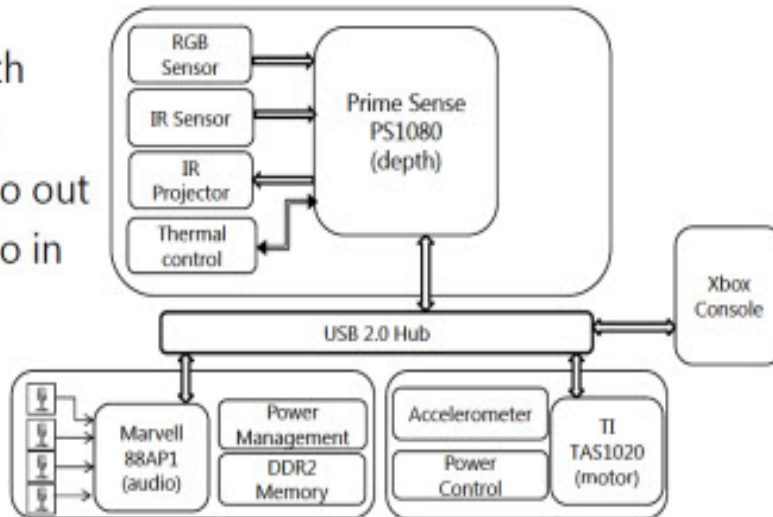 th
o out
o in
RGB
Sensor
IR Sensor
IR
Projector
Thermal
control
Prime Sense
PS1080
(depth)
Xbox
Console
USB 2.0 Hub
Marvell
88AP1
(audio)
Power
Management
DDR2
Memory
Accelerometer
Power
Control
TI
TAS1020
(motor)